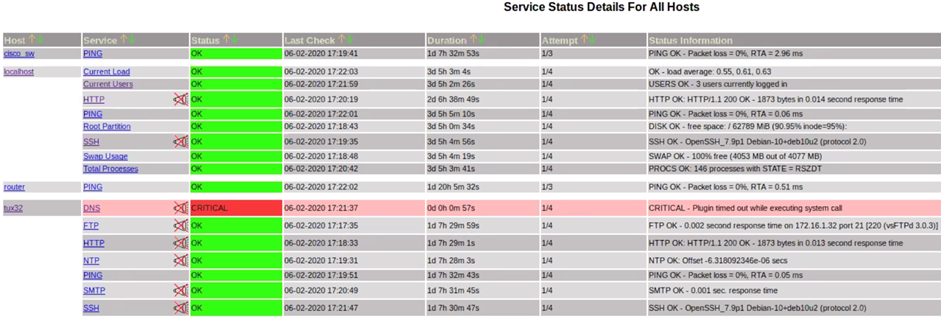 Service Status Details For All Hosts
Host Service Status Last Check Duration Attempt Status Information
cisco_sw PING OK 06-02-2020 17:19:41 1d 7h 32m 53s 1/3 PING OK - Packet loss = 0%, RTA = 2.96 ms
localhost Current Load OK 06-02-2020 17:22:03 3d 5h 3m 4s 1/4 OK - load average: 0.55, 0.61, 0.63
Current Users OK 06-02-2020 17:21:59 3d 5h 2m 26s 1/4 USERS OK - 3 users currently logged in
HTTP OK 06-02-2020 17:20:19 2d 6h 38m 49s 1/4 HTTP OK: HTTP/1.1 200 OK - 1873 bytes in 0.014 second response time
PING OK 06-02-2020 17:22:01 3d 5h 5m 10s 1/4 PING OK - Packet loss = 0%, RTA = 0.06 ms
Root Partition OK 06-02-2020 17:18:43 3d 5h 0m 34s 1/4 DISK OK - free space: / 62789 MiB (90.95% inode=95%):
SSH OK 06-02-2020 17:19:35 3d 5h 4m 56s 1/4 SSH OK - OpenSSH_7.9p1 Debian-10+deb10u2 (protocol 2.0)
Swap Usage OK 06-02-2020 17:18:48 3d 5h 4m 19s 1/4 SWAP OK - 100% free (4053 MB out of 4077 MB)
Total Processes OK 06-02-2020 17:20:42 3d 5h 3m 41s 1/4 PROCS OK: 146 processes with STATE = RSZDT
router PING OK 06-02-2020 17:22:02 1d 20h 5m 32s 1/3 PING OK - Packet loss = 0%, RTA = 0.51 ms
tux32 DNS CRITICAL 06-02-2020 17:21:37 0d 0h 0m 57s 1/4 CRITICAL - Plugin timed out while executing system call
FTP OK 06-02-2020 17:17:35 1d 7h 29m 59s 1/4 FTP OK - 0.002 second response time on 172.16.1.32 port 21 [220 (vsFTPd 3.0.3)]
HTTP OK 06-02-2020 17:18:33 1d 7h 29m 1s 1/4 HTTP OK: HTTP/1.1 200 OK - 1873 bytes in 0.013 second response time
NTP OK 06-02-2020 17:19:31 1d 7h 28m 3s 1/4 NTP OK: Offset -6.318092346e-06 secs
PING OK 06-02-2020 17:19:51 1d 7h 32m 43s 1/4 PING OK - Packet loss = 0%, RTA = 0.05 ms
SMTP OK 06-02-2020 17:20:49 1d 7h 31m 45s 1/4 SMTP OK - 0.001 sec. response time
SSH OK 06-02-2020 17:21:47 1d 7h 30m 47s 1/4 SSH OK - OpenSSH_7.9p1 Debian-10+deb10u2 (protocol 2.0)